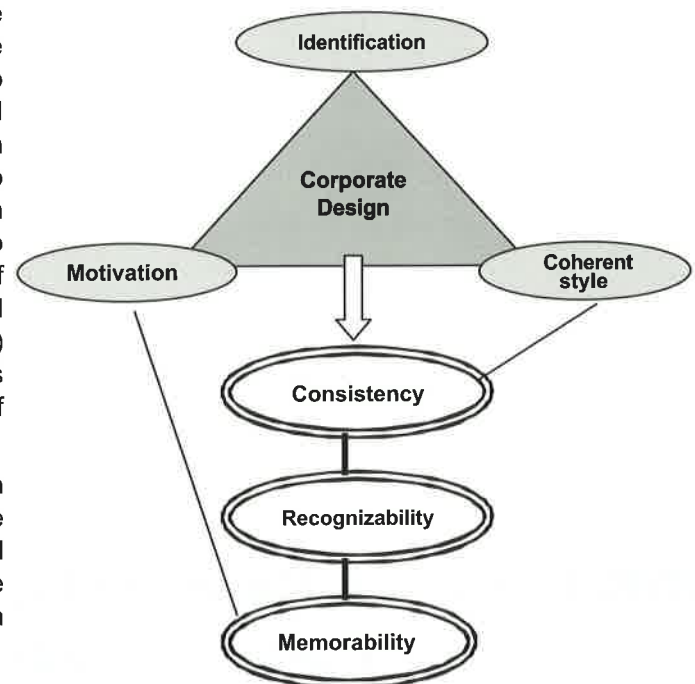 Identification
Corporate
Design
Motivation
Coherent
style
Consistency
Recognizability
Memorability